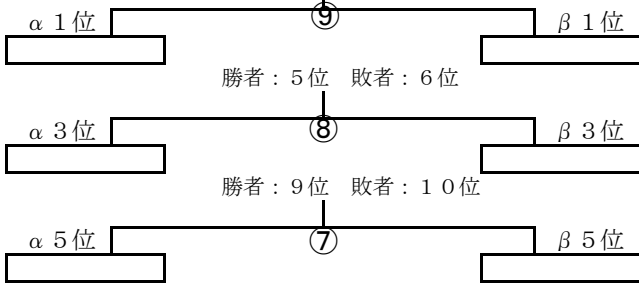 α１位 ⑨ β１位
勝者：５位　敗者：６位
α３位 ⑧ β３位
勝者：９位　敗者：１０位
α５位 ⑦ β５位